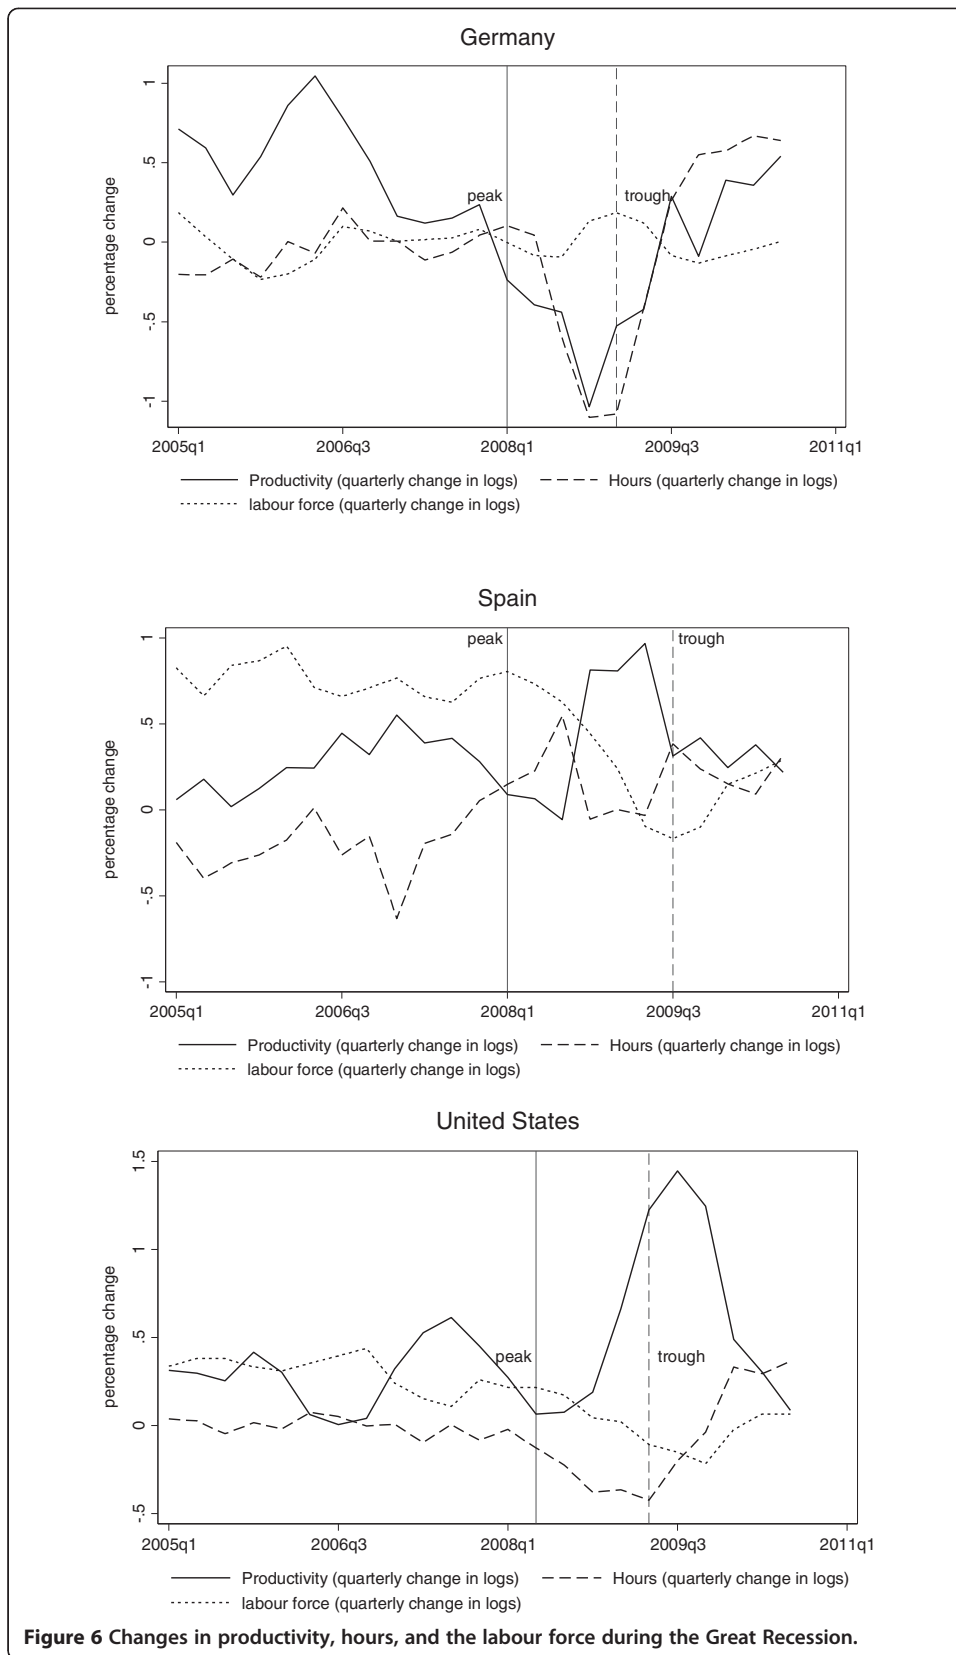 Germany
percentage change
1
.5
0
-.5
-1
peak
trough
2005q1 2006q3 2008q1 2009q3 2011q1
Productivity (quarterly change in logs) Hours (quarterly change in logs)
labour force (quarterly change in logs)
Spain
percentage change
1
.5
0
-.5
-1
peak
trough
2005q1 2006q3 2008q1 2009q3 2011q1
Productivity (quarterly change in logs) Hours (quarterly change in logs)
labour force (quarterly change in logs)
United States
percentage change
1.5
1
.5
0
-.5
peak
trough
2005q1 2006q3 2008q1 2009q3 2011q1
Productivity (quarterly change in logs) Hours (quarterly change in logs)
labour force (quarterly change in logs)
Figure 6 Changes in productivity, hours, and the labour force during the Great Recession.